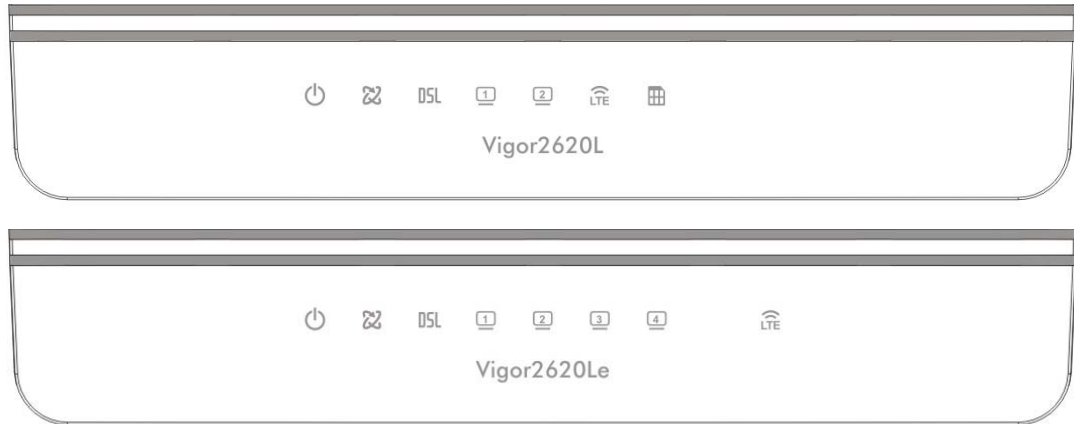 DSL 1 2 LTE
Vigor2620L
DSL 1 2 3 4 LTE
Vigor2620Le